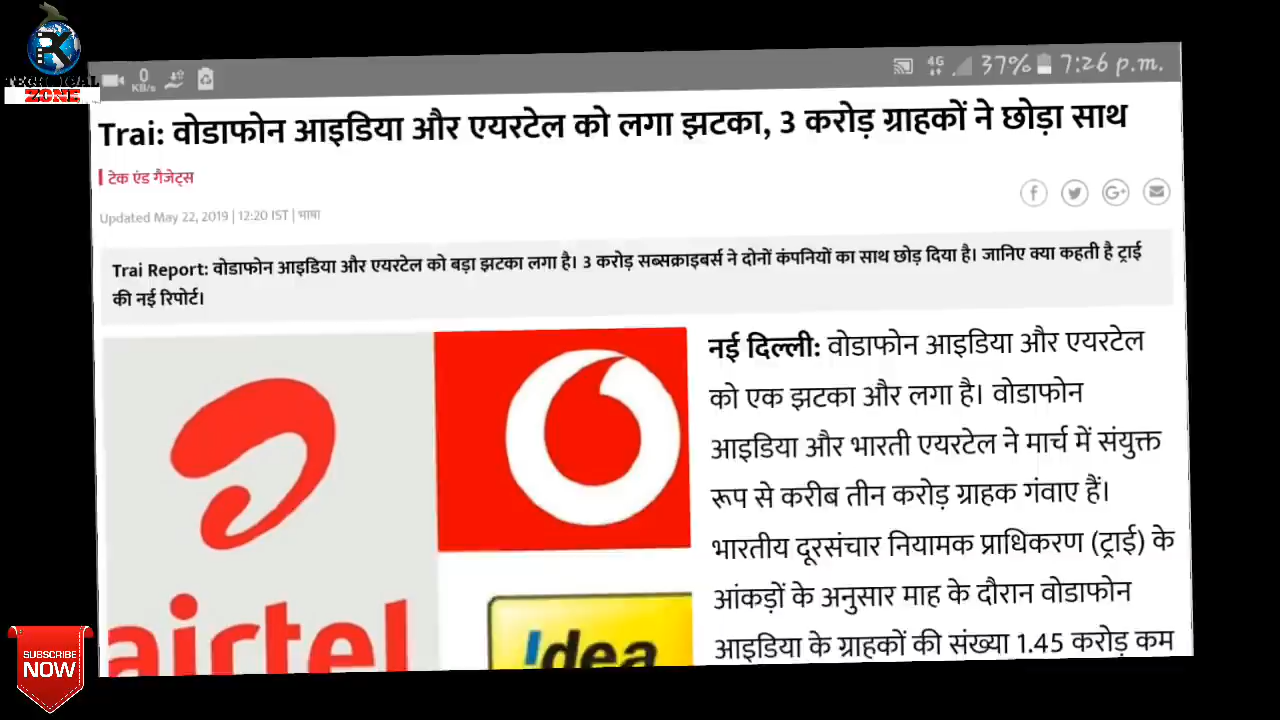 TECHNICAL
ZONE
0
KB/s
4G
37%
7:26 p.m.
Trai: वोडाफोन आइडिया और एयरटेल को लगा झटका, 3 करोड़ ग्राहकों ने छोड़ा साथ
टेक एंड गैजेट्स
Updated May 22, 2019 | 12:20 IST | भाषा
Trai Report: वोडाफोन आइडिया और एयरटेल को बड़ा झटका लगा है। 3 करोड़ सब्सक्राइबर्स ने दोनों कंपनियों का साथ छोड़ दिया है। जानिए क्या कहती है ट्राई
की नई रिपोर्ट।
airtel
Idea
नई दिल्ली: वोडाफोन आइडिया और एयरटेल
को एक झटका और लगा है। वोडाफोन
आइडिया और भारती एयरटेल ने मार्च में संयुक्त
रूप से करीब तीन करोड़ ग्राहक गंवाए हैं।
भारतीय दूरसंचार नियामक प्राधिकरण (ट्राई) के
आंकड़ों के अनुसार माह के दौरान वोडाफोन
आइडिया के ग्राहकों की संख्या 1.45 करोड़ कम
SUBSCRIBE
NOW